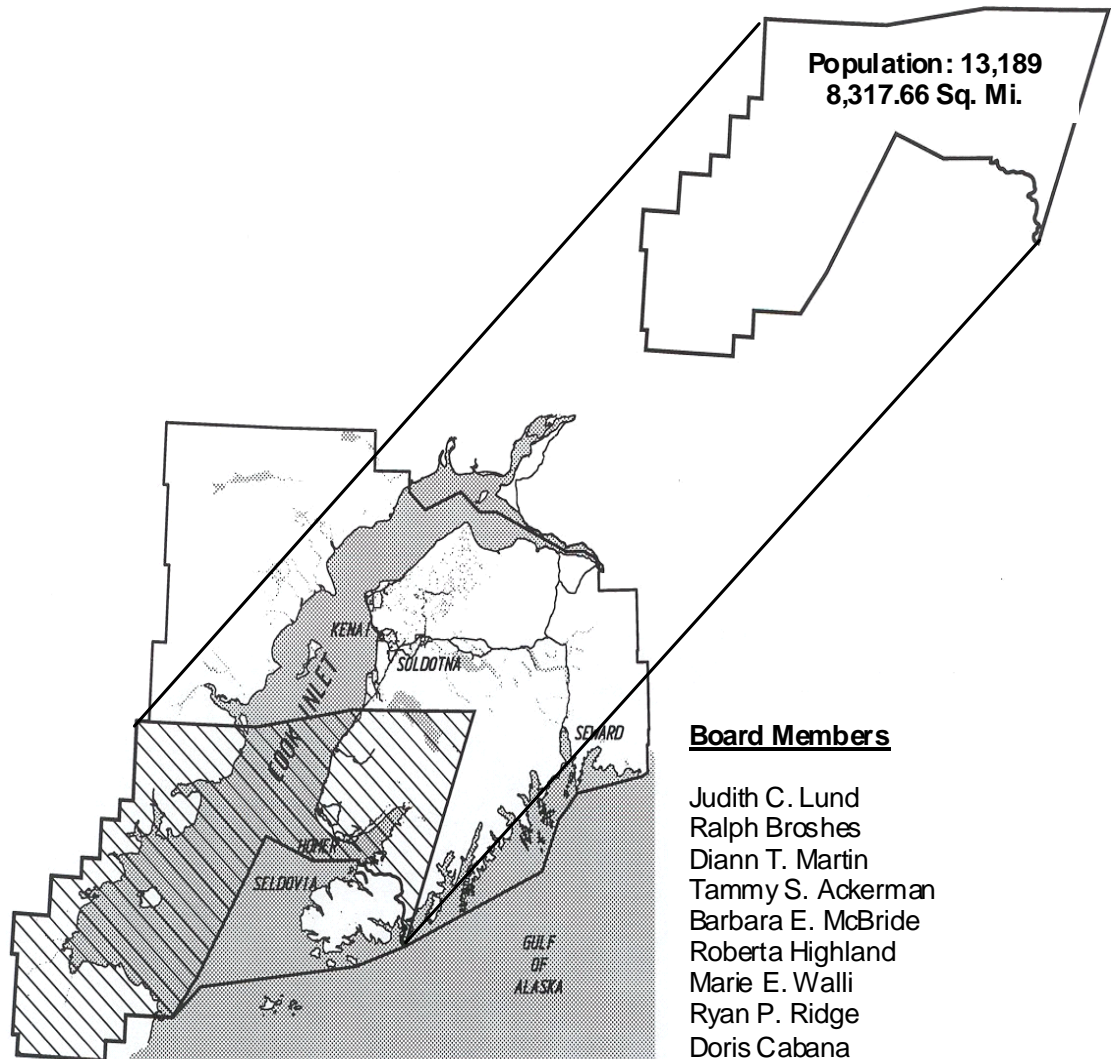 Population: 13,189
8,317.66 Sq. Mi.
KENAI
SOLDOTNA
COOK INLET
SEWARD
HOMER
SELDOVIA
GULF
OF
ALASKA
Board Members
Judith C. Lund
Ralph Broshes
Diann T. Martin
Tammy S. Ackerman
Barbara E. McBride
Roberta Highland
Marie E. Walli
Ryan P. Ridge
Doris Cabana